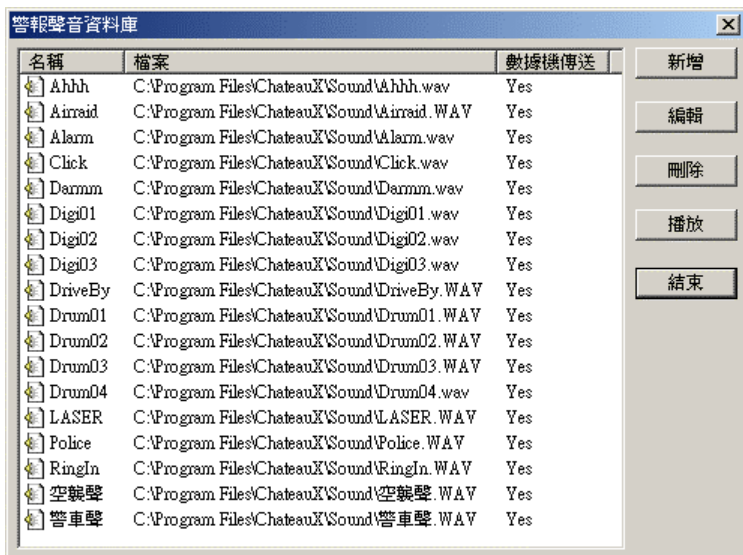 警報聲音資料庫
名稱 檔案 數據機傳送
Ahhh C:\Program Files\ChateauX\Sound\Ahhh.wav Yes
Airraid C:\Program Files\ChateauX\Sound\Airraid.WAV Yes
Alarm C:\Program Files\ChateauX\Sound\Alarm.wav Yes
Click C:\Program Files\ChateauX\Sound\Click.wav Yes
Darmm C:\Program Files\ChateauX\Sound\Darmm.wav Yes
Digi01 C:\Program Files\ChateauX\Sound\Digi01.wav Yes
Digi02 C:\Program Files\ChateauX\Sound\Digi02.wav Yes
Digi03 C:\Program Files\ChateauX\Sound\Digi03.wav Yes
DriveBy C:\Program Files\ChateauX\Sound\DriveBy.WAV Yes
Drum01 C:\Program Files\ChateauX\Sound\Drum01.WAV Yes
Drum02 C:\Program Files\ChateauX\Sound\Drum02.WAV Yes
Drum03 C:\Program Files\ChateauX\Sound\Drum03.WAV Yes
Drum04 C:\Program Files\ChateauX\Sound\Drum04.wav Yes
LASER C:\Program Files\ChateauX\Sound\LASER.WAV Yes
Police C:\Program Files\ChateauX\Sound\Police.WAV Yes
RingIn C:\Program Files\ChateauX\Sound\RingIn.WAV Yes
空襲聲 C:\Program Files\ChateauX\Sound\空襲聲.WAV Yes
警車聲 C:\Program Files\ChateauX\Sound\警車聲.WAV Yes
新增
編輯
刪除
播放
結束